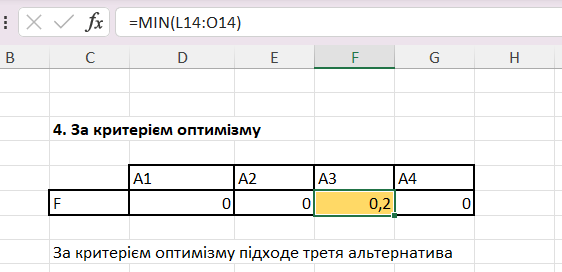 fx =MIN(L14:O14)
B C D E F G H
4. За критерієм оптимізму
A1 A2 A3 A4
F 0 0 0,2 0
За критерієм оптимізму підходе третя альтернатива